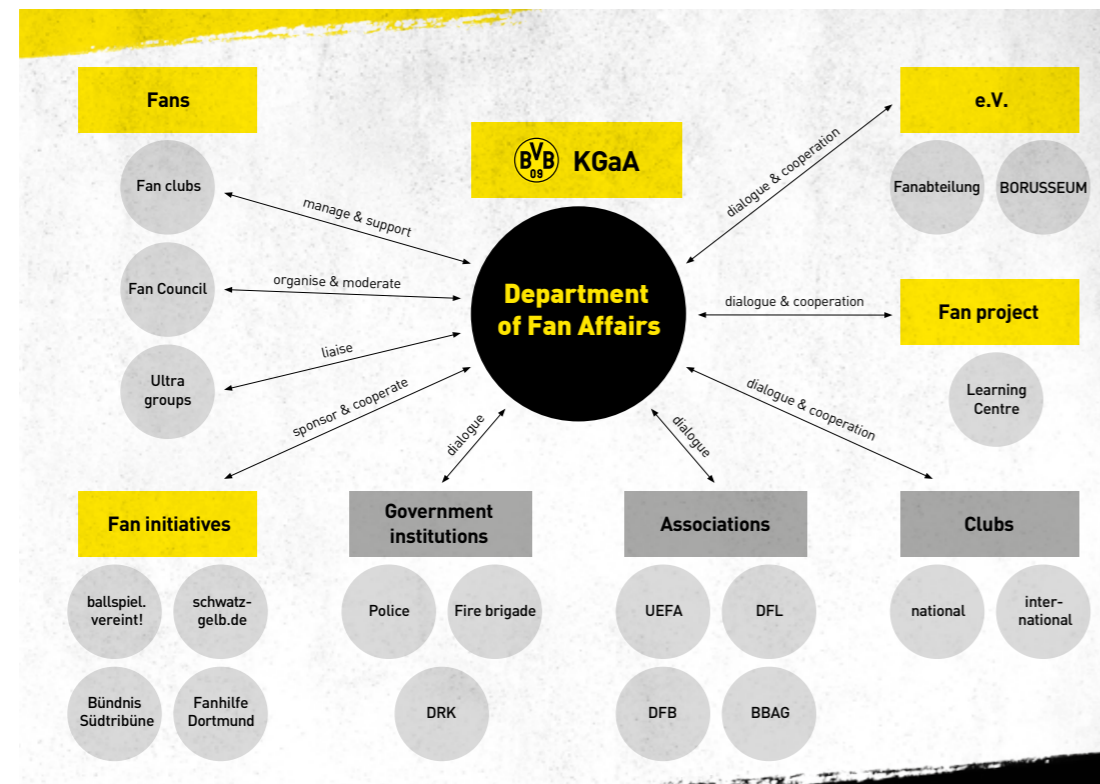 Fans
Fan clubs
Fan Council
Ultra
groups
manage & support
organise & moderate
liaise
sponsor & cooperate
BVB
09
KGaA
Department
of Fan Affairs
dialogue & cooperation
e.V.
Fanabteilung
BORUSSEUM
dialogue & cooperation
Fan project
Learning
Centre
dialogue & cooperation
dialogue
dialogue
Fan initiatives
ballspiel.
vereint!
schwatz-
gelb.de
Bündnis
Südtribüne
Fanhilfe
Dortmund
Government
institutions
Police
Fire brigade
DRK
Associations
UEFA
DFL
DFB
BBAG
Clubs
national
inter-
national